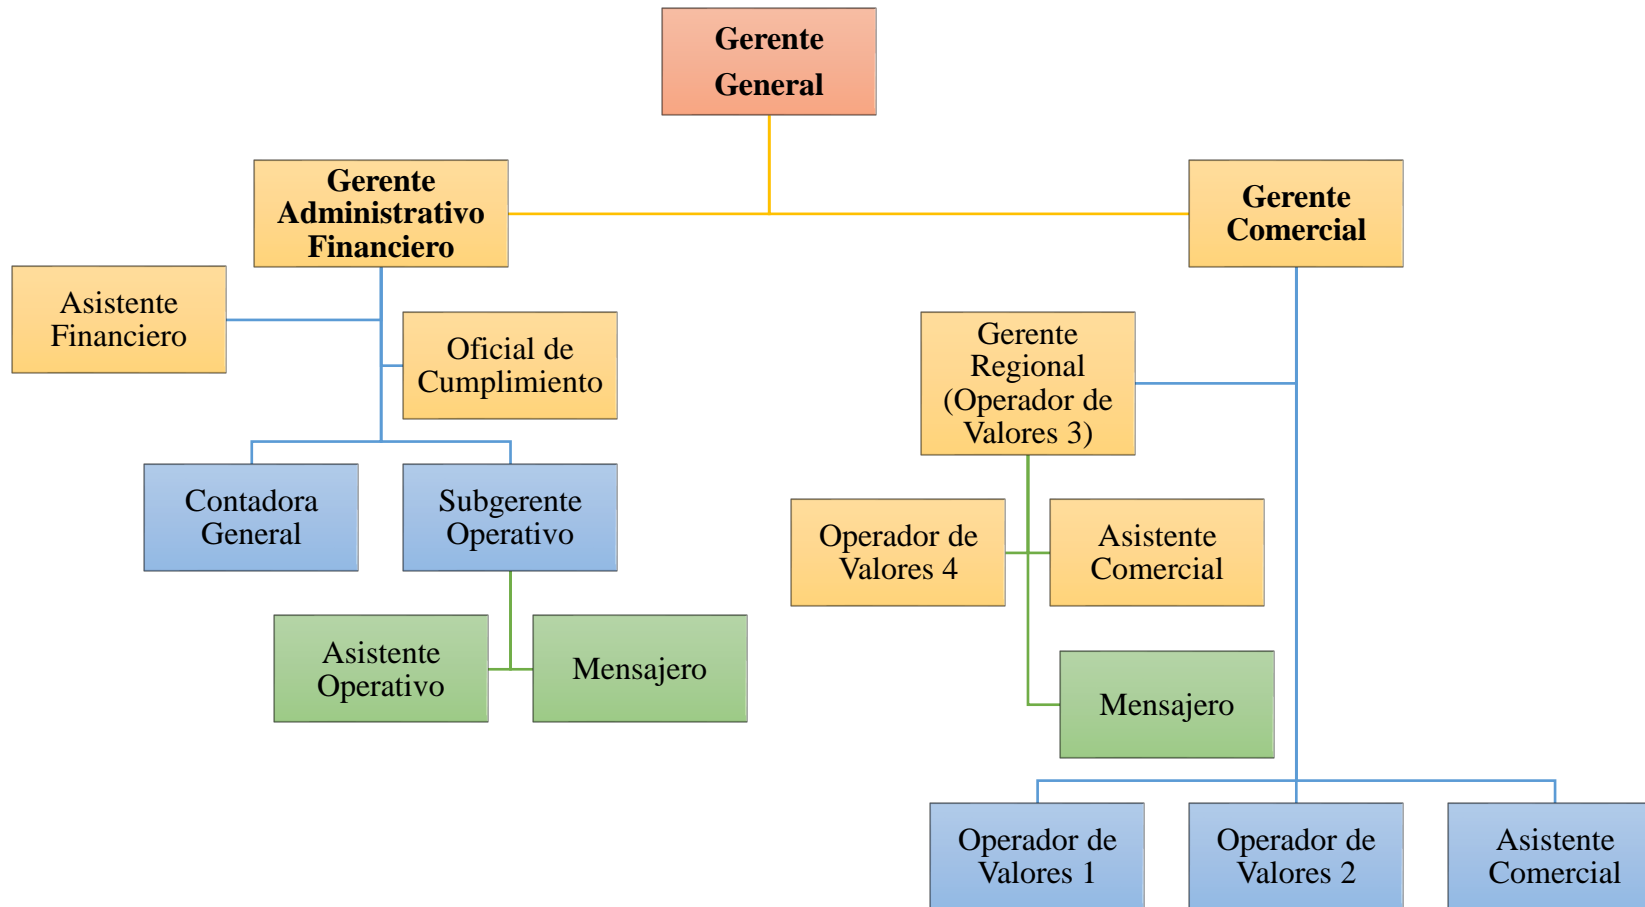 Gerente
General
Gerente
Administrativo
Financiero
Gerente
Comercial
Asistente
Financiero
Oficial de
Cumplimiento
Gerente
Regional
(Operador de
Valores 3)
Contadora
General
Subgerente
Operativo
Operador de
Valores 4
Asistente
Comercial
Asistente
Operativo
Mensajero
Mensajero
Operador de
Valores 1
Operador de
Valores 2
Asistente
Comercial